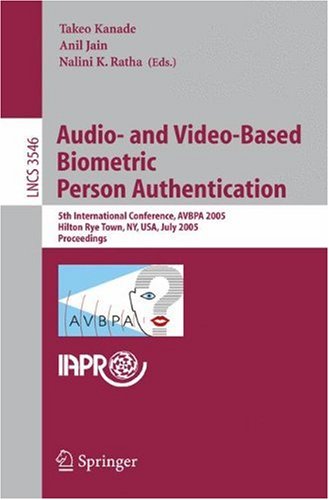 Takeo Kanade
Anil Jain
Nalini K. Ratha (Eds.)
LNCS 3546
Audio- and Video-Based
Biometric
Person Authentication
5th International Conference, AVBPA 2005
Hilton Rye Town, NY, USA, July 2005
Proceedings
AVBPA
?
IAPR
Springer